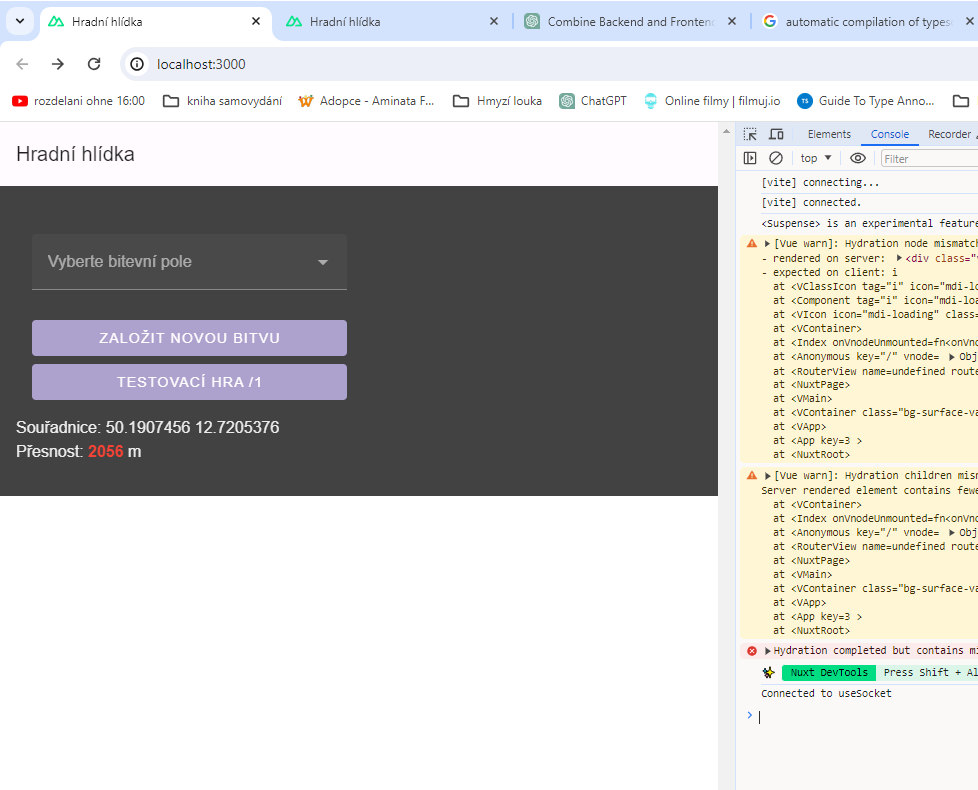 Hradní hlídka
Hradní hlídka
Combine Backend and Frontend
automatic compilation of types
localhost:3000
rozdelani ohne 16:00
kniha samovydání
Adopce - Aminata F...
Hmyzí louka
ChatGPT
Online filmy | filmuj.io
TS
Guide To Type Anno...
Hradní hlídka
Vyberte bitevní pole
ZALOŽIT NOVOU BITVU
TESTOVACÍ HRA /1
Souřadnice: 50.1907456 12.7205376
Přesnost: 2056 m
Elements Console Recorder
top Filter
[vite] connecting...
[vite] connected.
<Suspense> is an experimental feature
[Vue warn]: Hydration node mismatch
- rendered on server: <div class="
- expected on client: i
at <VClassIcon tag="i" icon="mdi-lo
at <Component tag="i" icon="mdi-loa
at <VIcon icon="mdi-loading" class=
at <VContainer>
at <Index onVnodeUnmounted=fn<onVno
at <Anonymous key="/" vnode= Obj
at <RouterView name=undefined route
at <NuxtPage>
at <VMain>
at <VContainer class="bg-surface-va
at <VApp>
at <App key=3 >
at <NuxtRoot>
[Vue warn]: Hydration children mism
Server rendered element contains fewe
at <VContainer>
at <Index onVnodeUnmounted=fn<onVno
at <Anonymous key="/" vnode= Obj
at <RouterView name=undefined route
at <NuxtPage>
at <VMain>
at <VContainer class="bg-surface-va
at <VApp>
at <App key=3 >
at <NuxtRoot>
Hydration completed but contains mi
Nuxt DevTools Press Shift + Al
Connected to useSocket